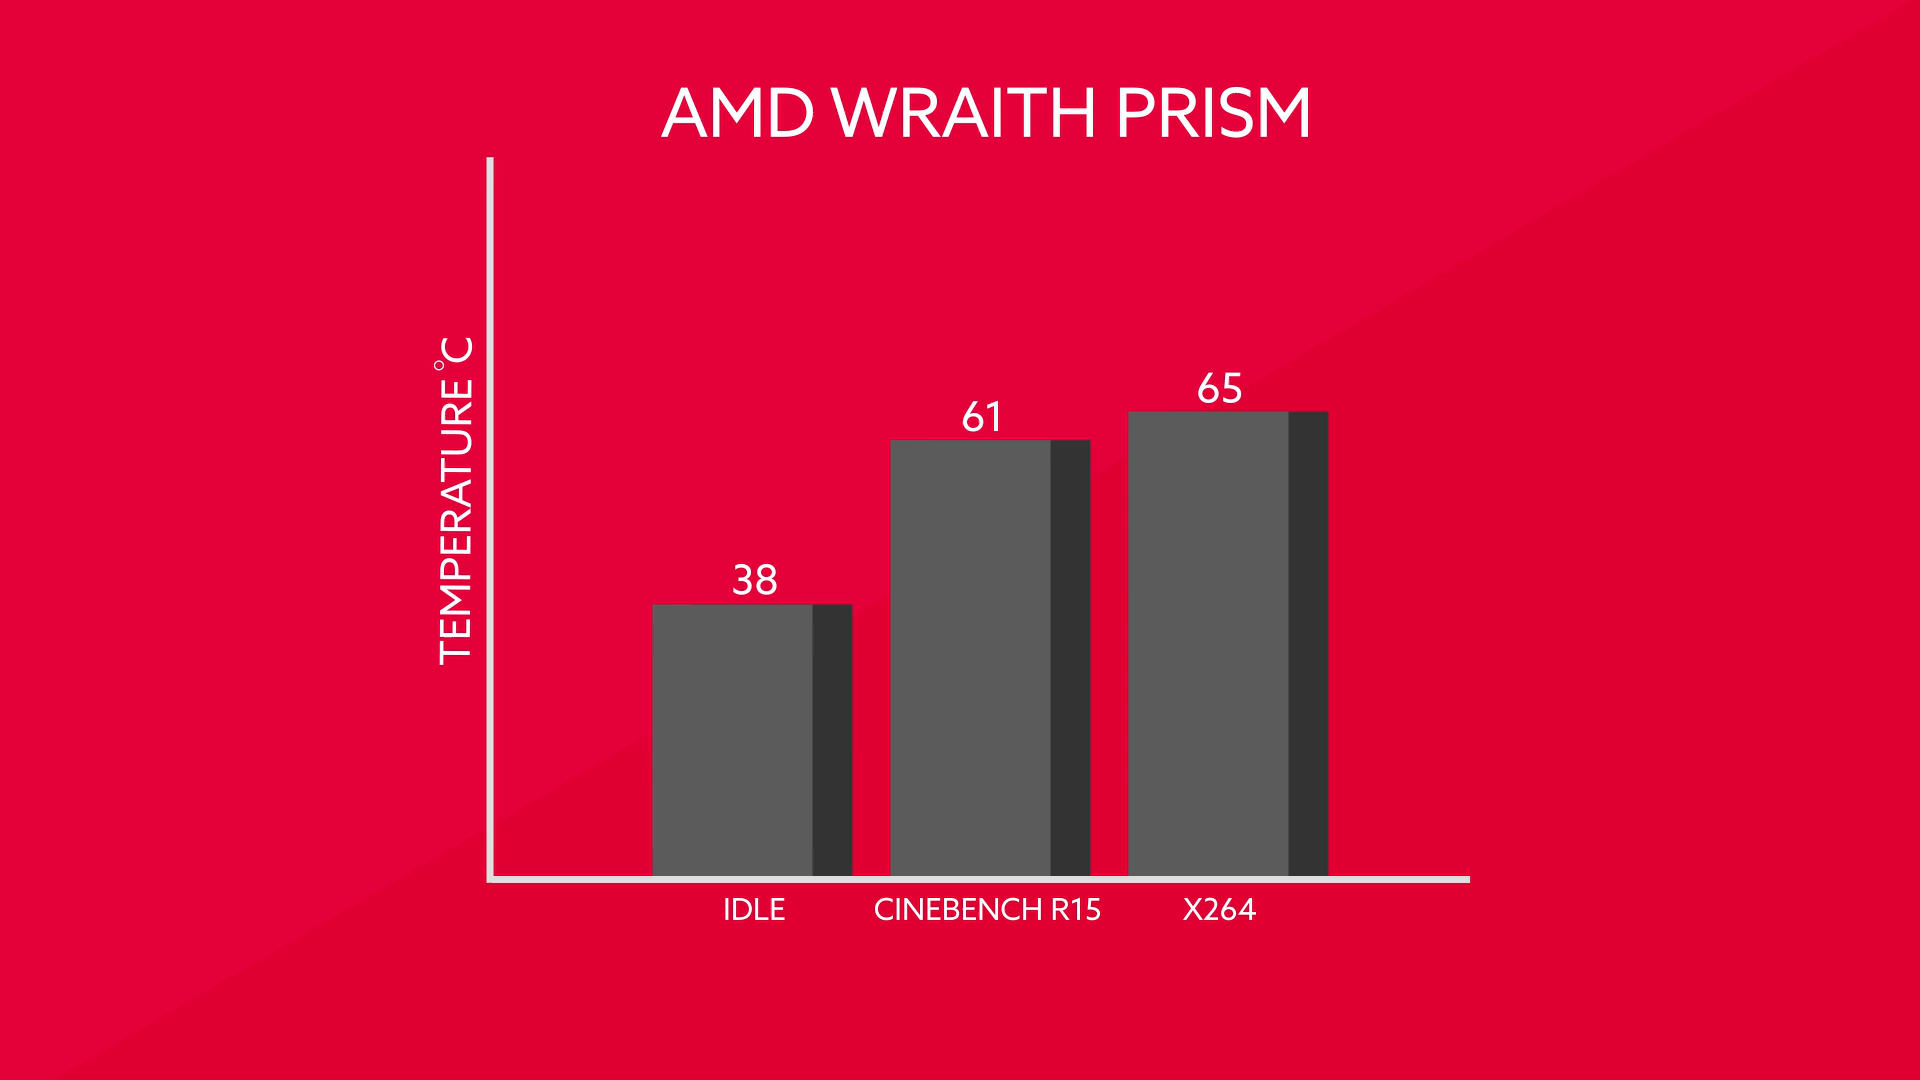 AMD WRAITH PRISM
TEMPERATURE °C
38
61
65
IDLE
CINEBENCH R15
X264